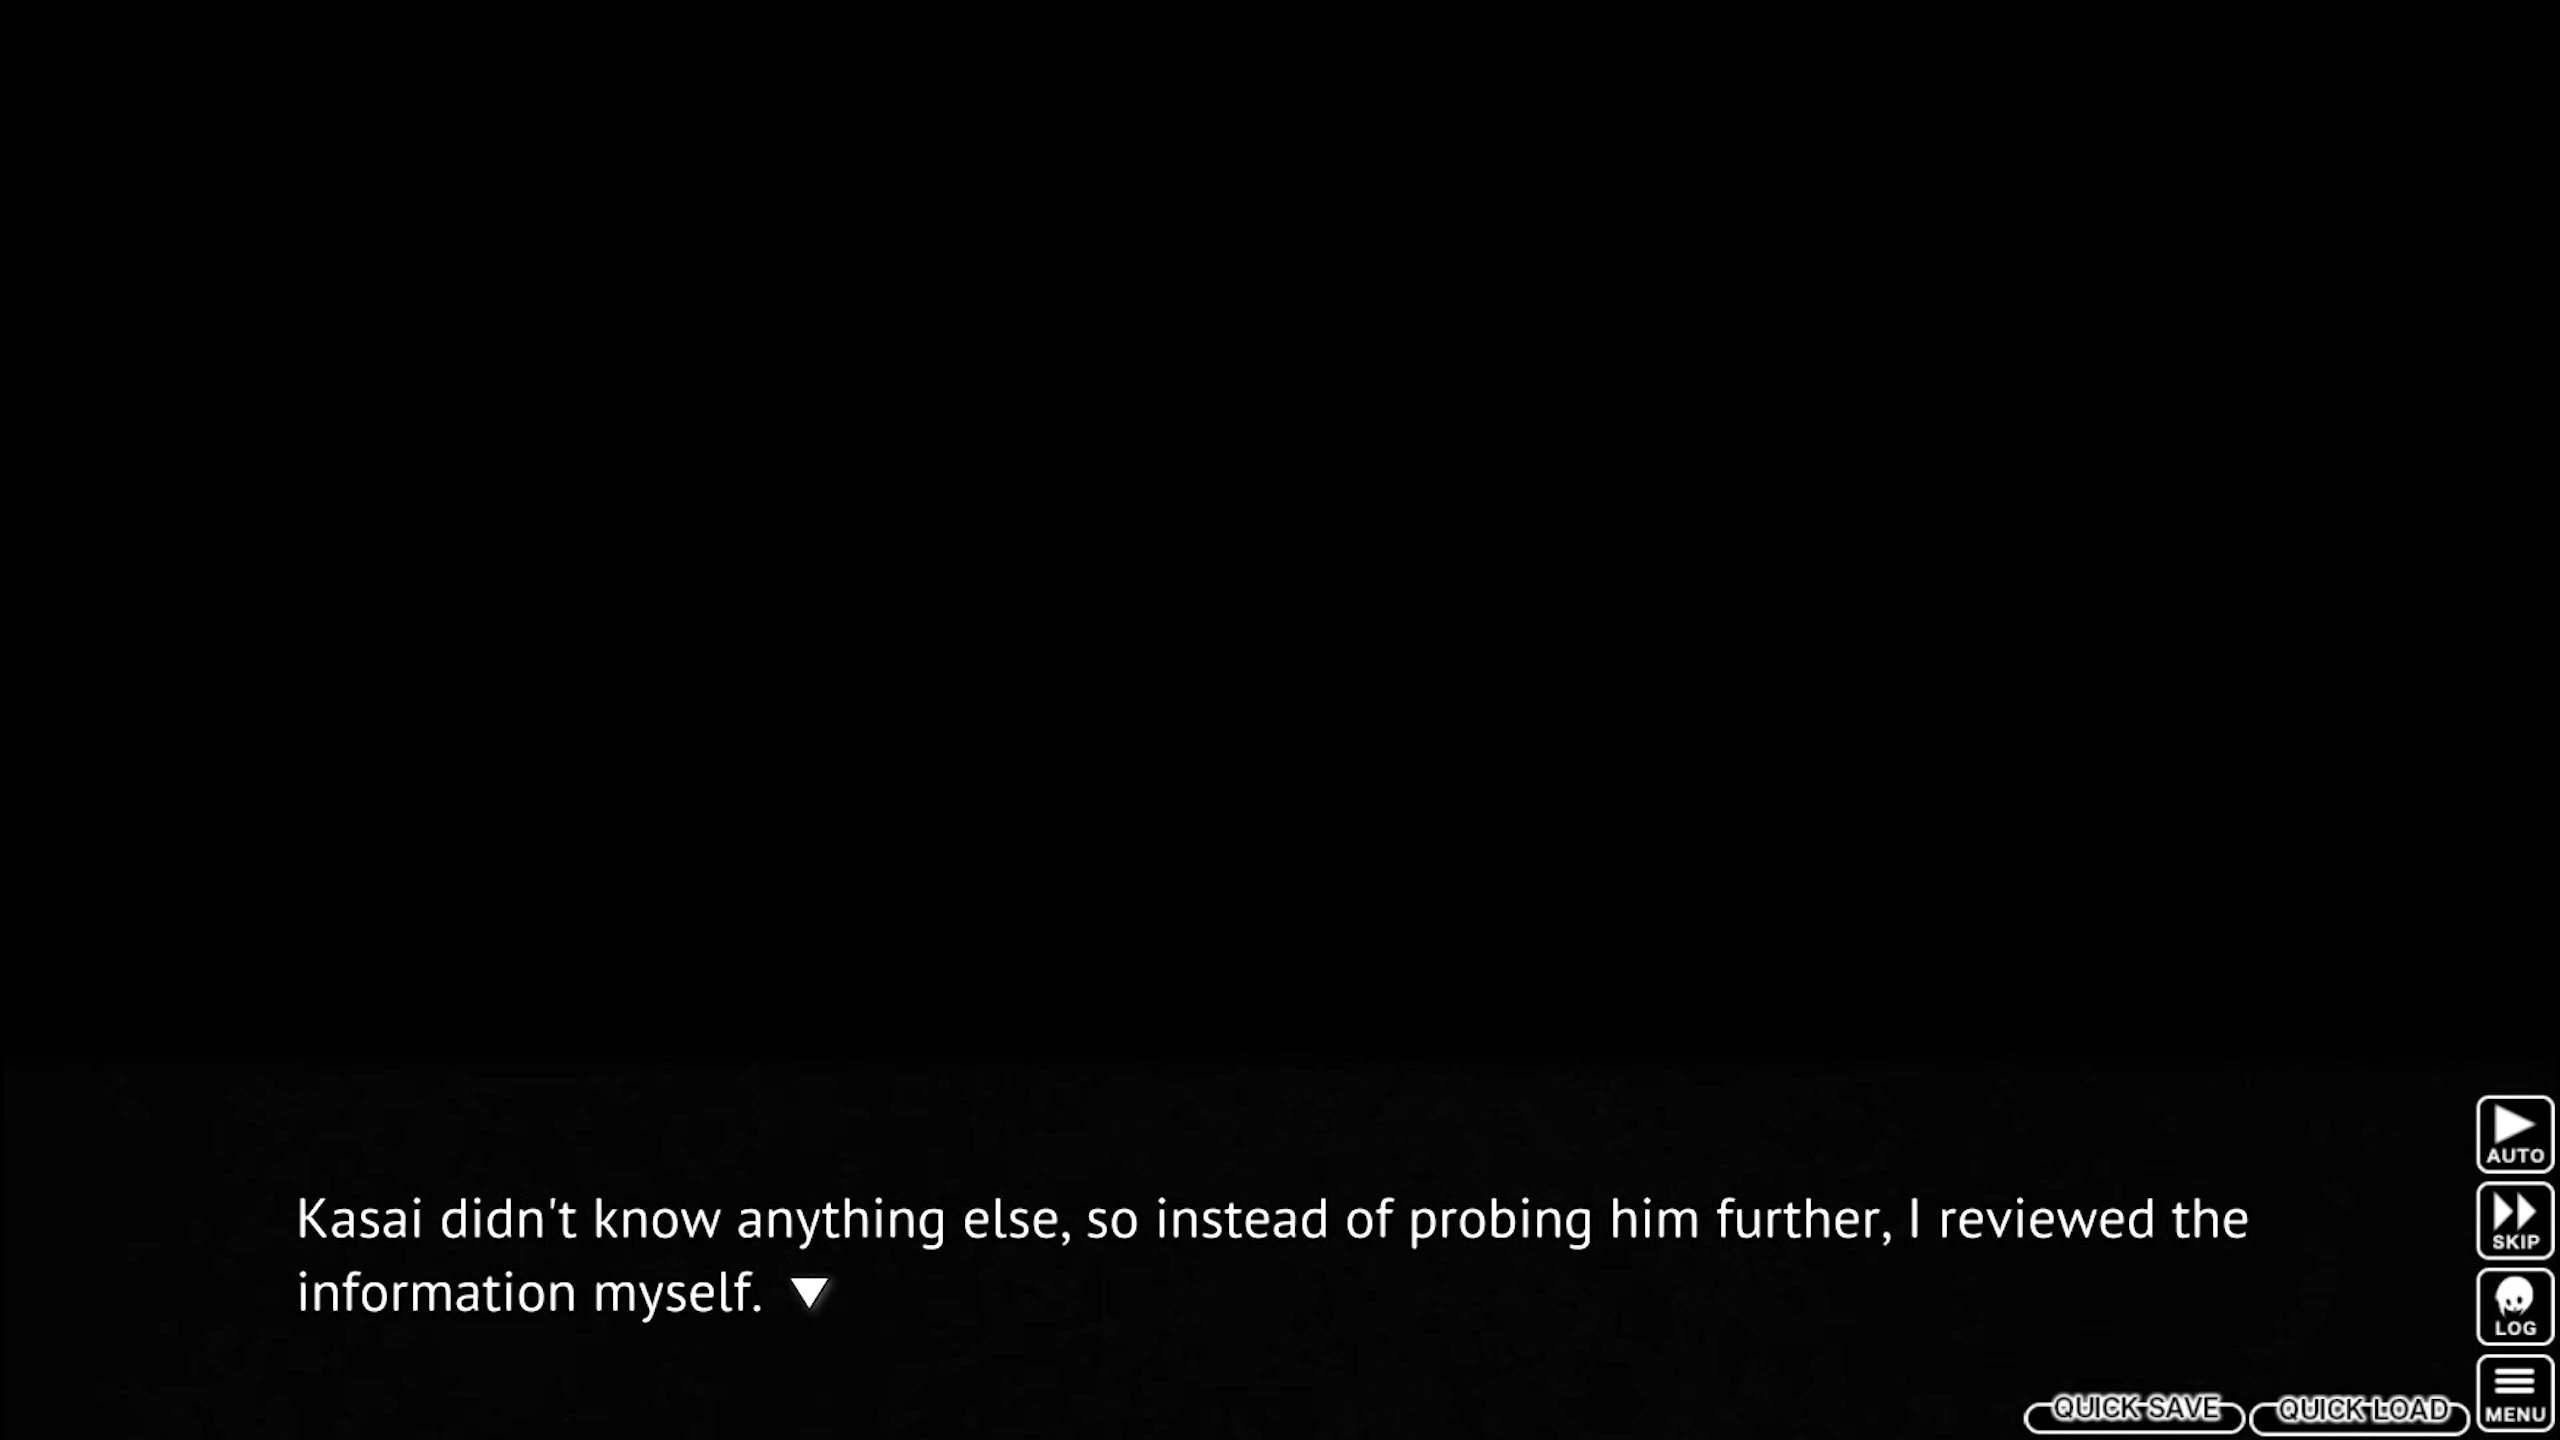 Kasai didn't know anything else, so instead of probing him further, I reviewed the
information myself.
AUTO
SKIP
LOG
MENU
QUICK SAVE
QUICK LOAD